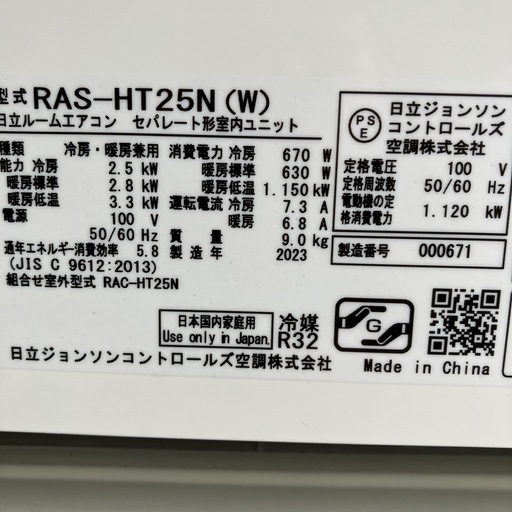 型式 RAS-HT25N(W)
日立ルームエアコン セパレート形室内ユニット
種類 冷房・暖房兼用
能力 冷房 2.5 kW
暖房標準 2.8 kW
暖房低温 3.3 kW
電源 100 V
50/60 Hz
通年エネルギー消費効率 5.8
(JIS C 9612:2013)
組合せ室外型式 RAC-HT25N
消費電力 冷房 670 W
暖房標準 630 W
暖房低温 1.150 kW
運転電流 冷房 7.3 A
暖房 6.8 A
質量 9.0 kg
製造年 2023
PS
E
日立ジョンソン
コントロールズ
空調株式会社
定格電圧 100 V
定格周波数 50/60 Hz
電動機の定
格消費電力 1.120 kW
製造番号 000671
日本国内家庭用
Use only in Japan.
冷媒
R32
G
日立ジョンソンコントロールズ空調株式会社
Made in China